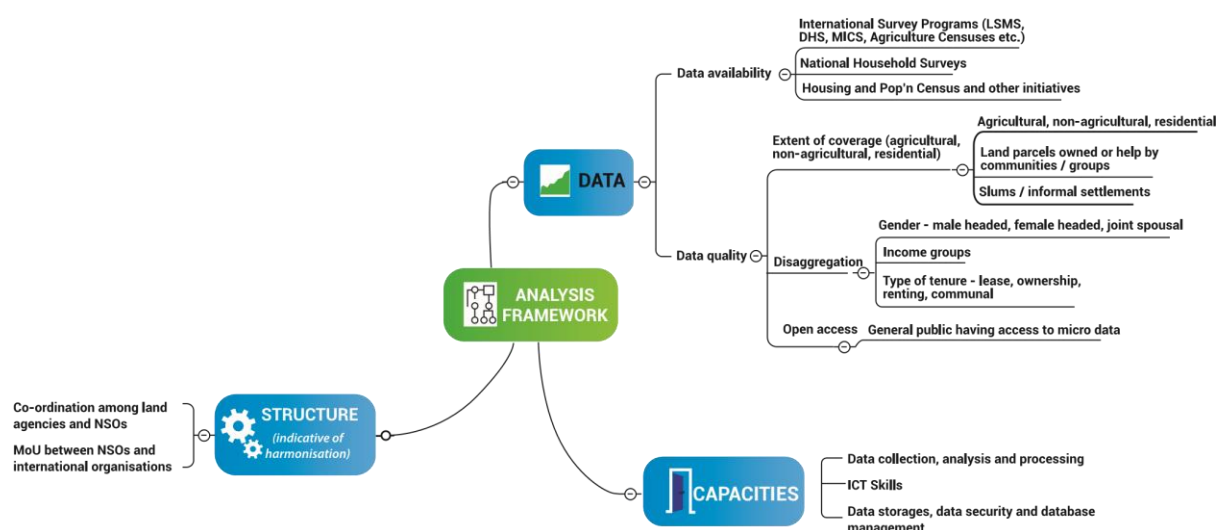 International Survey Programs (LSMS,
DHS, MICS, Agriculture Censuses etc.)
Data availability
National Household Surveys
Housing and Pop'n Census and other initiatives
Agricultural, non-agricultural, residential
Extent of coverage (agricultural,
non-agricultural, residential)
Land parcels owned or help by
communities / groups
Slums / informal settlements
DATA
Data quality
Gender - male headed, female headed, joint spousal
Disaggregation
Income groups
Type of tenure - lease, ownership,
renting, communal
Open access
General public having access to micro data
ANALYSIS
FRAMEWORK
STRUCTURE
(indicative of
harmonisation)
Co-ordination among land
agencies and NSOs
MoU between NSOs and
international organisations
CAPACITIES
Data collection, analysis and processing
ICT Skills
Data storages, data security and database
management